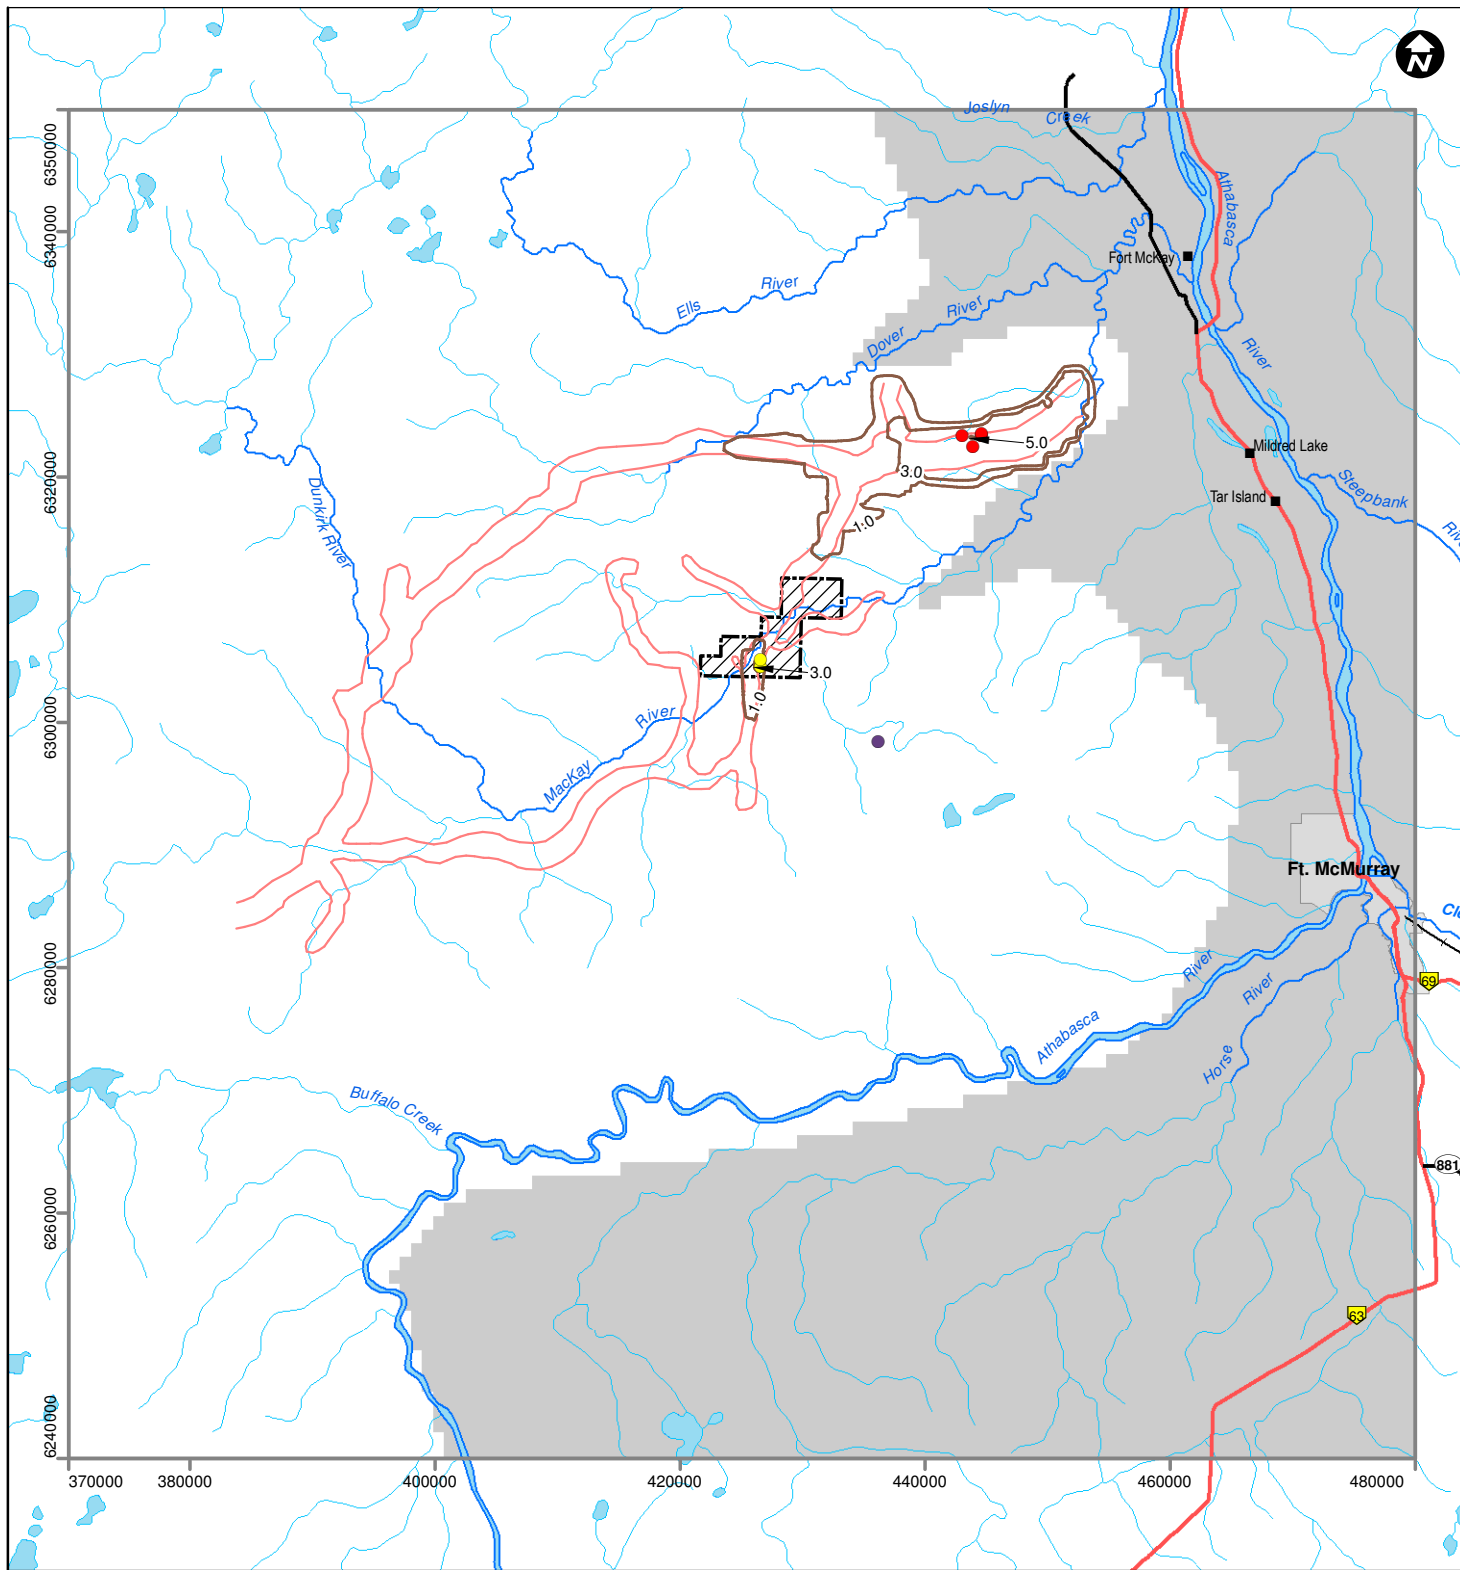 N
Joslyn
Creek
6350000
Athabasca
6340000
Fort McKay
River
Ells
River
Dover
River
5.0
3.0
Mildred Lake
Steepbank
Tar Island
6320000
Dunkirk River
1.0
3.0
1.0
River
6300000
MacKay
Ft. McMurray
River
River
69
6280000
Athabasca
Horse
Buffalo Creek
881
6260000
63
6240000
370000 380000 400000 420000 440000 460000 480000